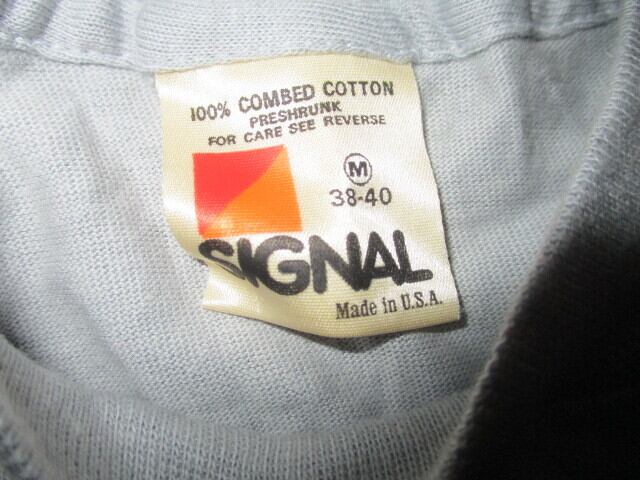 100% COMBED COTTON
PRESHRUNK
FOR CARE SEE REVERSE
M
38-40
SIGNAL
Made in U.S.A.